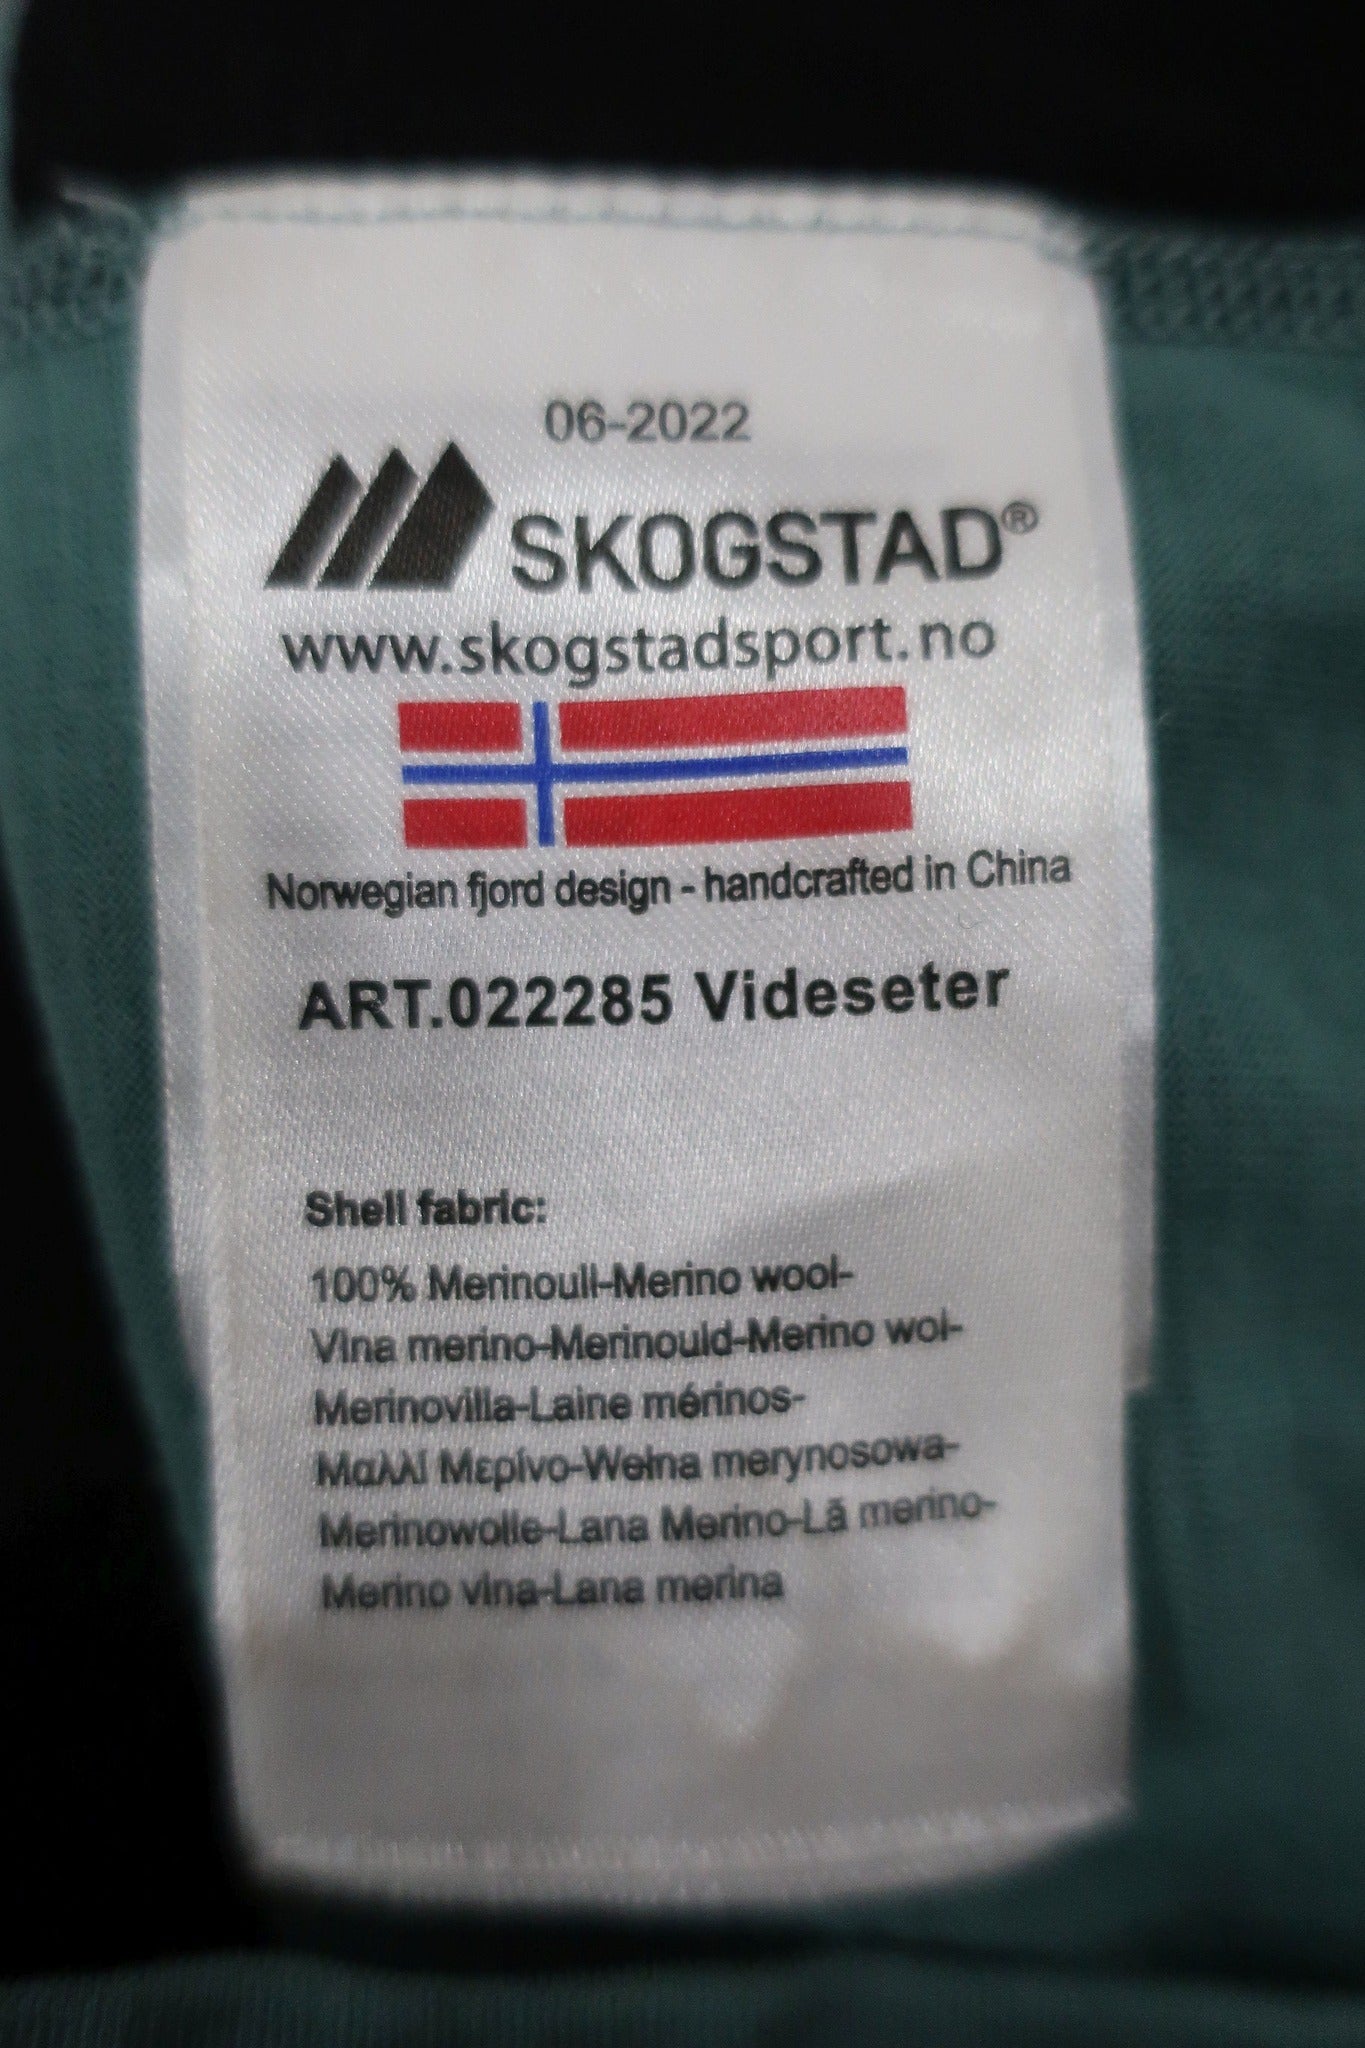 06-2022
SKOGSTAD®
www.skogstadsport.no
Norwegian fjord design - handcrafted in China
ART.022285 Videseter
Shell fabric:
100% Merinoull-Merino wool-
Vlna merino-Merinould-Merino wol-
Merinovilla-Laine mérinos-
Μαλλί Μερίνο-Wełna merynosowa-
Merinowolle-Lana Merino-Lã merino-
Merino vlna-Lana merina